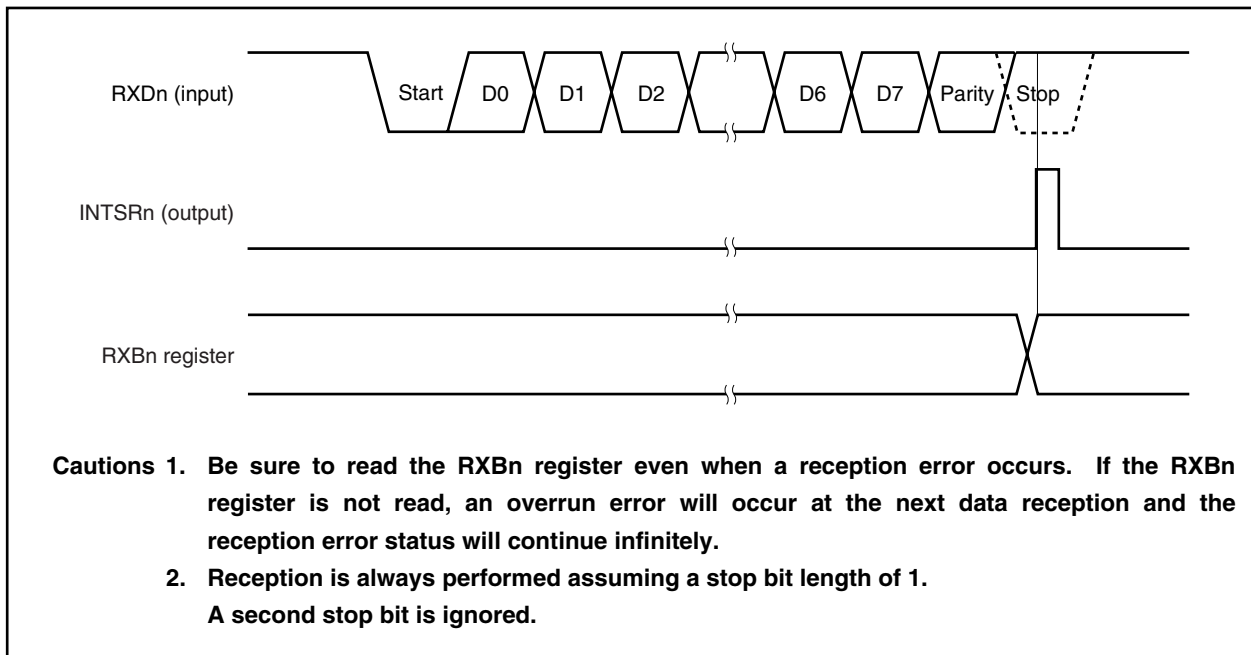 RXDn (input)
Start D0 D1 D2 D6 D7 Parity Stop
INTSRn (output)
RXBn register
Cautions 1. Be sure to read the RXBn register even when a reception error occurs. If the RXBn
register is not read, an overrun error will occur at the next data reception and the
reception error status will continue infinitely.
2. Reception is always performed assuming a stop bit length of 1.
A second stop bit is ignored.